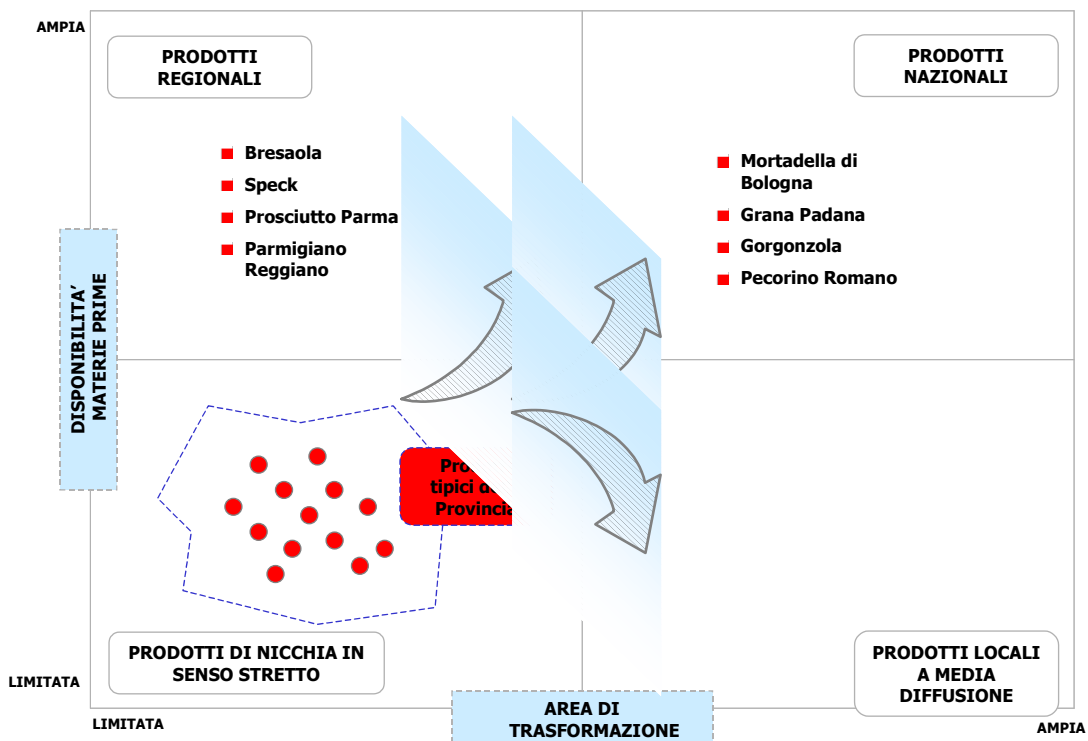 AMPIA
PRODOTTI
REGIONALI
PRODOTTI
NAZIONALI
Bresaola
Speck
Prosciutto Parma
Parmigiano
Reggiano
Mortadella di
Bologna
Grana Padana
Gorgonzola
Pecorino Romano
DISPONIBILITA’
MATERIE PRIME
tipici
Provincia
PRODOTTI DI NICCHIA IN
SENSO STRETTO
PRODOTTI LOCALI
A MEDIA
DIFFUSIONE
LIMITATA
LIMITATA
AREA DI
TRASFORMAZIONE
AMPIA